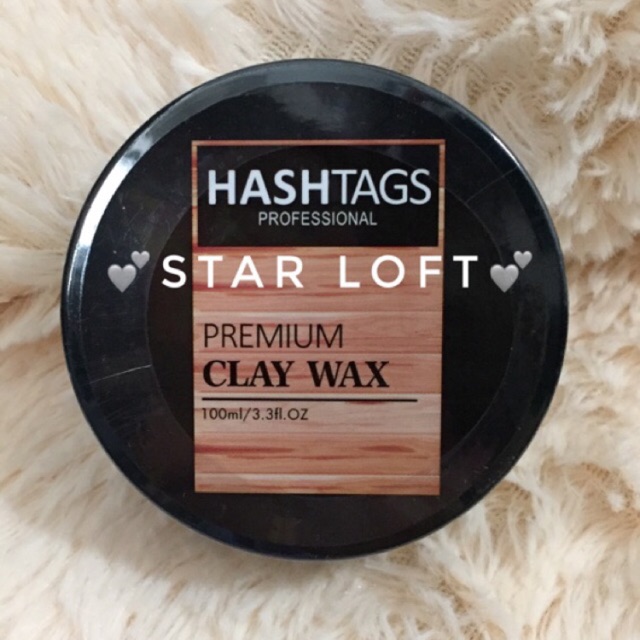 HASHTAGS
PROFESSIONAL
💕STAR LOFT💕
PREMIUM
CLAY WAX
100ml/3.3fl.OZ